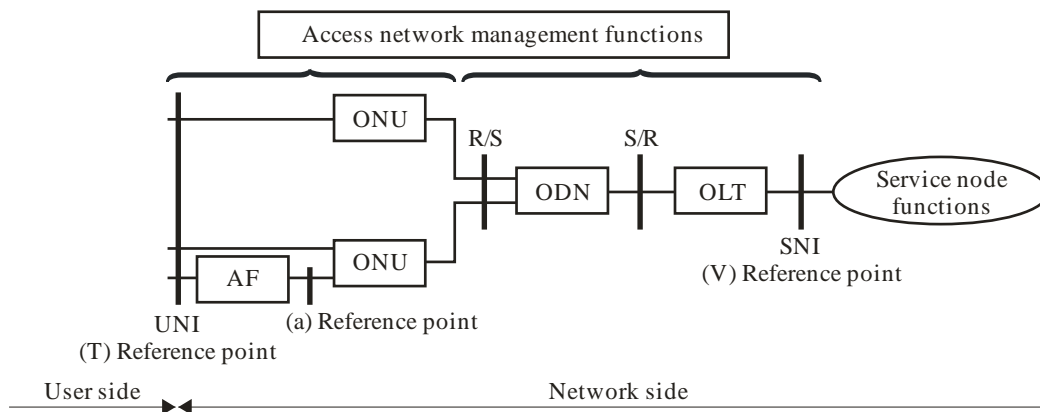 Access network management functions
ONU
R/S
S/R
ODN
OLT
Service node
functions
ONU
SNI
(V) Reference point
AF
UNI
(a) Reference point
(T) Reference point
User side
Network side